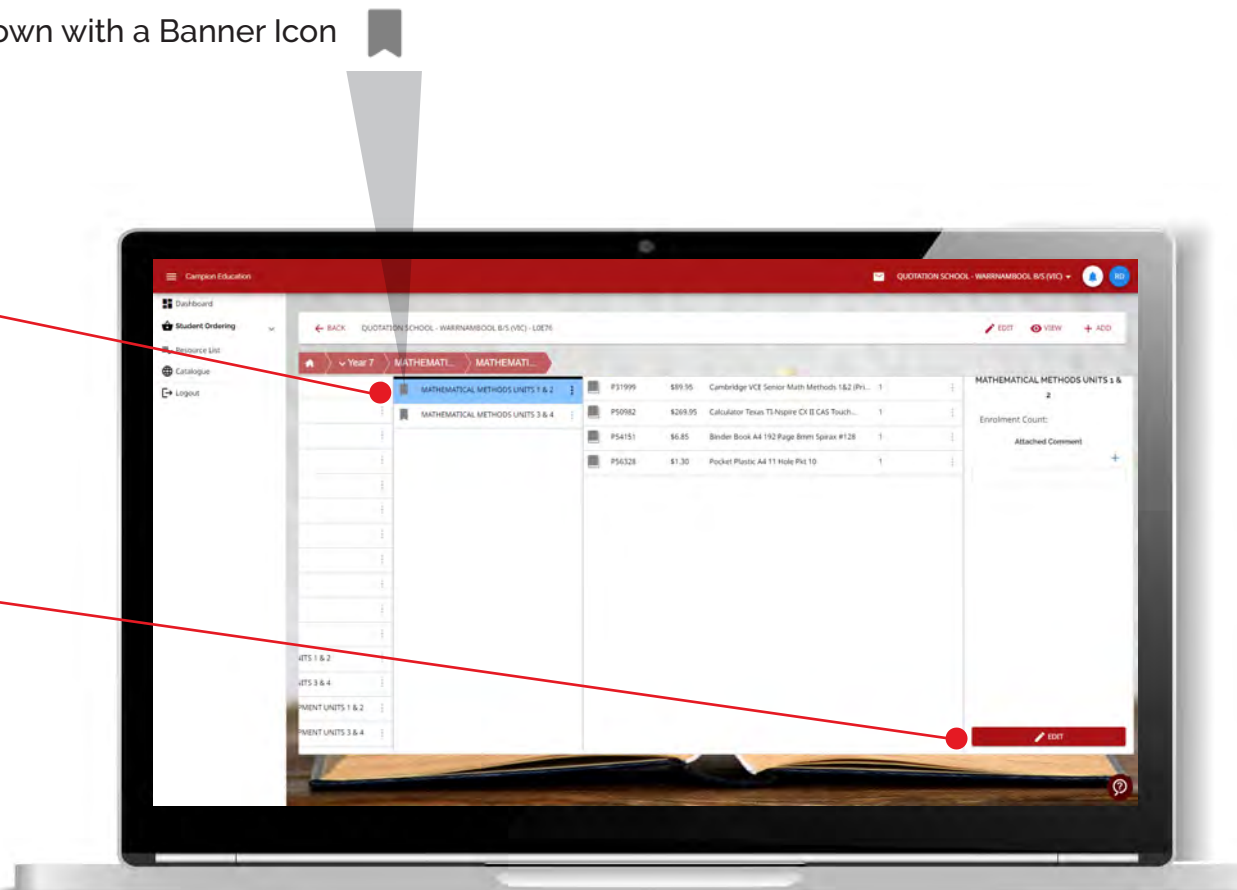 own with a Banner Icon
Campion Education
QUOTATION SCHOOL - WARRNAMBOOL B/S (VIC)
RD
Dashboard
Student Ordering
Resource List
Catalogue
Logout
BACK QUOTATION SCHOOL - WARRNAMBOOL B/S (VIC) - L0E76
EDIT VIEW + ADD
Year 7 MATHEMATI... MATHEMATI...
MATHEMATICAL METHODS UNITS 1 & 2
MATHEMATICAL METHODS UNITS 3 & 4
ITS 1 & 2
ITS 3 & 4
PMENT UNITS 1 & 2
PMENT UNITS 3 & 4
P31999 $89.95 Cambridge VCE Senior Math Methods 1&2 (Pri... 1
P50982 $269.95 Calculator Texas TI-Nspire CX II CAS Touch... 1
P54151 $6.85 Binder Book A4 192 Page 8mm Spirax #128 1
P56328 $1.30 Pocket Plastic A4 11 Hole Pkt 10 1
MATHEMATICAL METHODS UNITS 1 &
2
Enrolment Count:
Attached Comment
+
EDIT